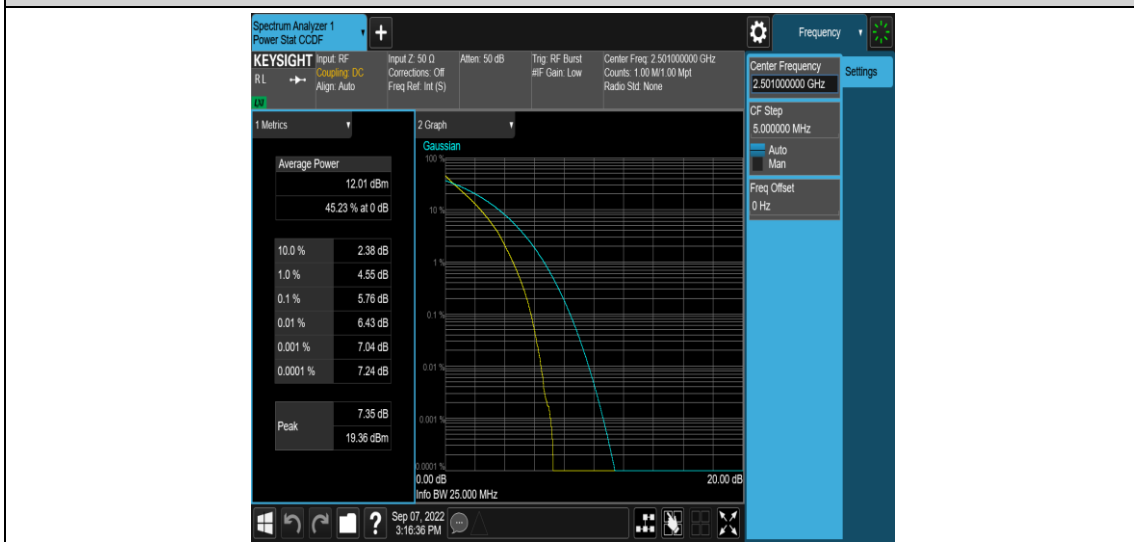 Spectrum Analyzer 1
Power Stat CCDF
+
Frequency
KEYSIGHT
Input: RF
Input Z: 50 Ω
Atten: 50 dB
Trig: RF Burst
Center Freq: 2.501000000 GHz
RL
Coupling: DC
Corrections: Off
#IF Gain: Low
Counts: 1.00 M/1.00 Mpt
Align: Auto
Freq Ref: Int (S)
Radio Std: None
Center Frequency
2.501000000 GHz
Settings
CF Step
5.000000 MHz
Auto
Man
Freq Offset
0 Hz
1 Metrics
Average Power
12.01 dBm
45.23 % at 0 dB
10.0 % 2.38 dB
1.0 % 4.55 dB
0.1 % 5.76 dB
0.01 % 6.43 dB
0.001 % 7.04 dB
0.0001 % 7.24 dB
Peak
7.35 dB
19.36 dBm
2 Graph
Gaussian
100 %
10 %
1 %
0.1 %
0.01 %
0.001 %
0.0001 %
0.00 dB 20.00 dB
Info BW 25.000 MHz
?
Sep 07, 2022
3:16:36 PM